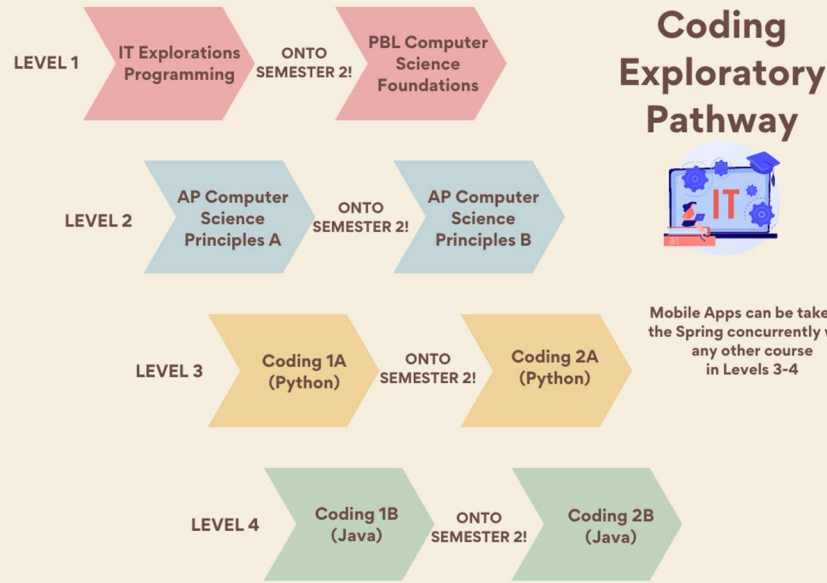 Coding
Exploratory
Pathway
IT
LEVEL 1
IT Explorations
Programming
ONTO
SEMESTER 2!
PBL Computer
Science
Foundations
LEVEL 2
AP Computer
Science
Principles A
ONTO
SEMESTER 2!
AP Computer
Science
Principles B
Mobile Apps can be take
the Spring concurrently
any other course
in Levels 3-4
LEVEL 3
Coding 1A
(Python)
ONTO
SEMESTER 2!
Coding 2A
(Python)
LEVEL 4
Coding 1B
(Java)
ONTO
SEMESTER 2!
Coding 2B
(Java)